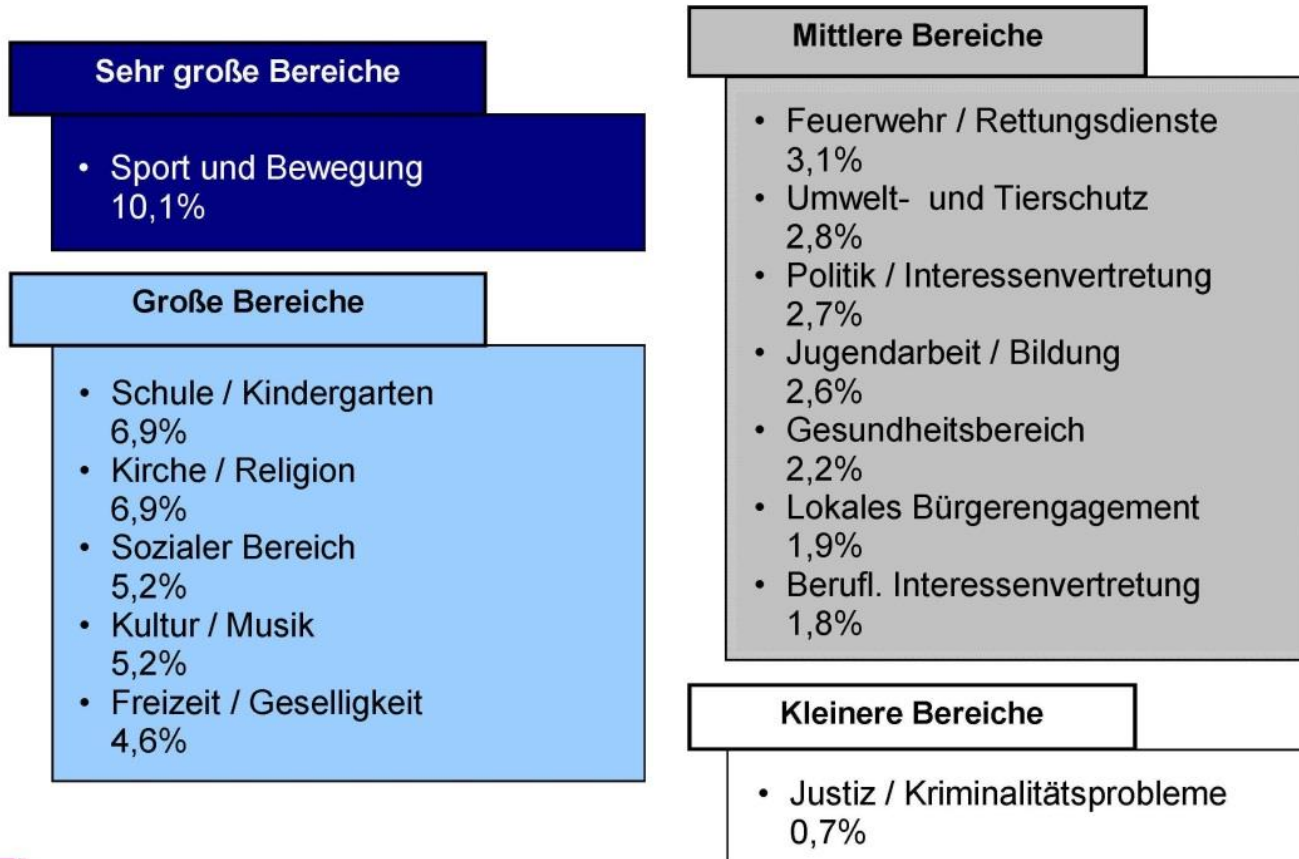 Sehr große Bereiche
• Sport und Bewegung
10,1%
Große Bereiche
• Schule / Kindergarten
6,9%
• Kirche / Religion
6,9%
• Sozialer Bereich
5,2%
• Kultur / Musik
5,2%
• Freizeit / Geselligkeit
4,6%
Mittlere Bereiche
• Feuerwehr / Rettungsdienste
3,1%
• Umwelt- und Tierschutz
2,8%
• Politik / Interessenvertretung
2,7%
• Jugendarbeit / Bildung
2,6%
• Gesundheitsbereich
2,2%
• Lokales Bürgerengagement
1,9%
• Berufl. Interessenvertretung
1,8%
Kleinere Bereiche
• Justiz / Kriminalitätsprobleme
0,7%